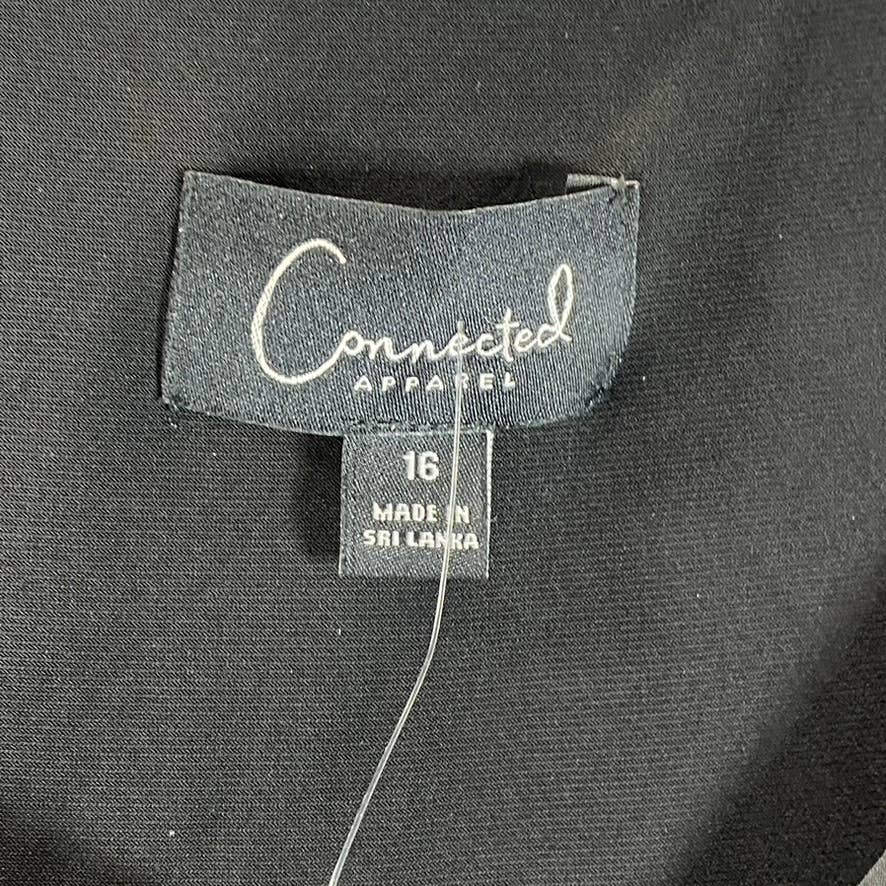 Connected
APPAREL
16
MADE IN
SRI LANKA